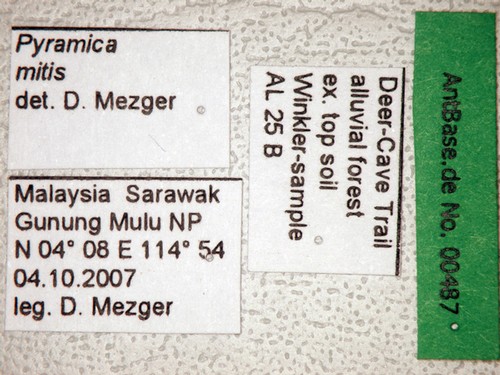 Pyramica
mitis
det. D. Mezger
Malaysia Sarawak
Gunung Mulu NP
N 04° 08 E 114° 54
04.10.2007
leg. D. Mezger
Deer-Cave Trail
alluvial forest
ex. top soil
Winkler-sample
AL 25 B
AntBase.de No. 00487